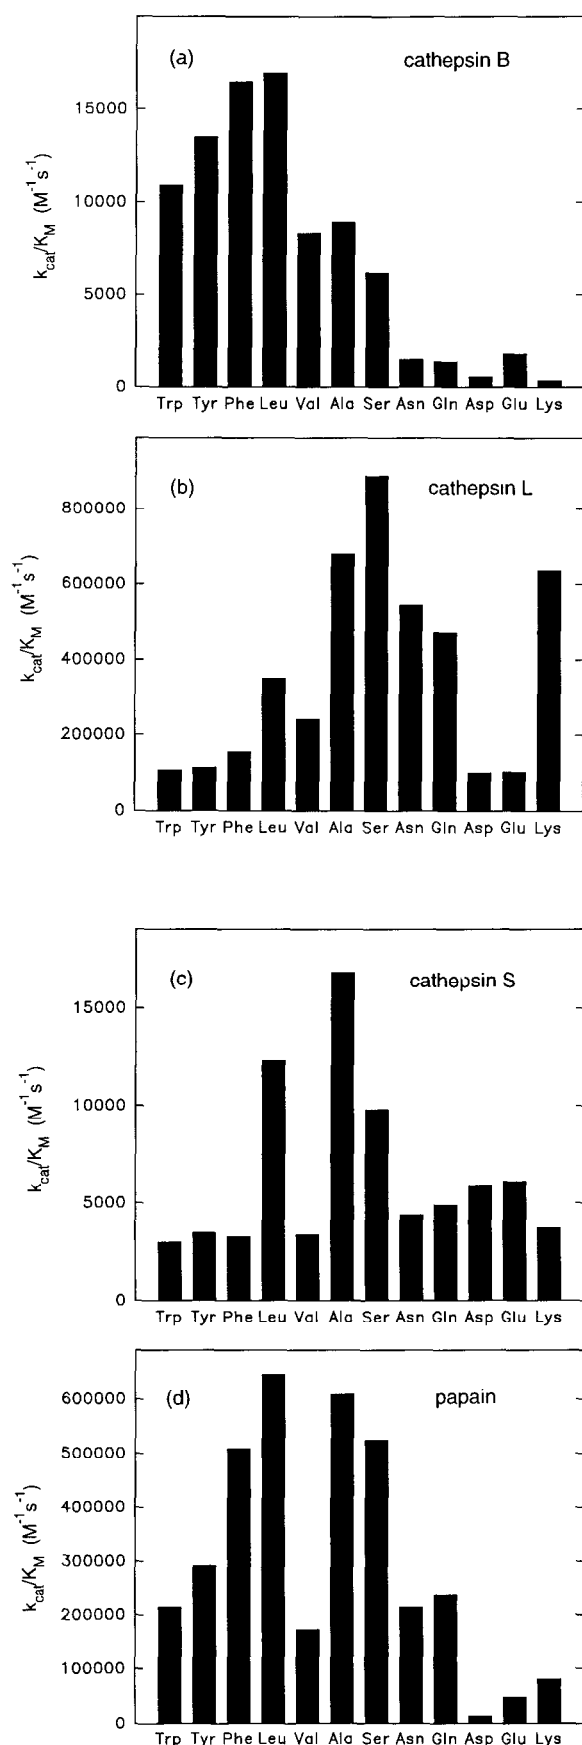 (a)
cathepsin B
k_cat/K_M (M⁻¹s⁻¹)
15000
10000
5000
0
Trp Tyr Phe Leu Val Ala Ser Asn Gln Asp Glu Lys
(b)
cathepsin L
k_cat/K_M (M⁻¹s⁻¹)
800000
600000
400000
200000
0
Trp Tyr Phe Leu Val Ala Ser Asn Gln Asp Glu Lys
(c)
cathepsin S
k_cat/K_M (M⁻¹s⁻¹)
15000
10000
5000
0
Trp Tyr Phe Leu Val Ala Ser Asn Gln Asp Glu Lys
(d)
papain
k_cat/K_M (M⁻¹s⁻¹)
600000
500000
400000
300000
200000
100000
0
Trp Tyr Phe Leu Val Ala Ser Asn Gln Asp Glu Lys